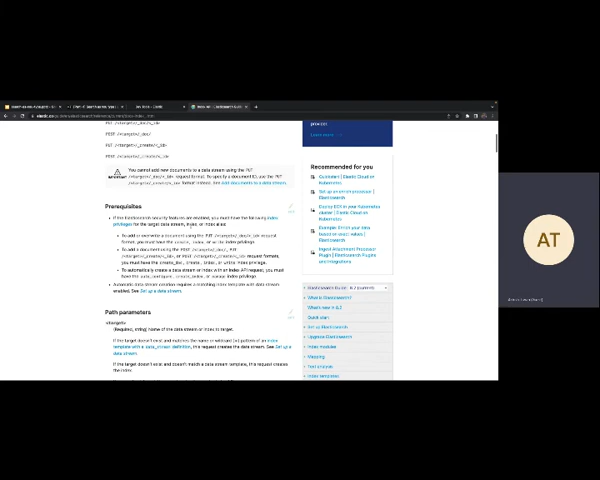 PUT /<target>/_doc/<_id>
POST /<target>/_doc/
PUT /<target>/_create/<_id>
POST /<target>/_create/<_id>
process
You cannot add new documents to a data stream using the PUT
/<target>/_doc/<_id> request format. To specify a document ID, use the PUT
/<target>/_create/<_id> format instead. See Add documents to a data stream.
Prerequisites
If the Elasticsearch security features are enabled, you must have the following index
privileges for the target data stream, index, or index alias:
To add or overwrite a document using the PUT /<target>/_doc/<_id> request
format, you must have the create, index, or write index privilege.
To add a document using the POST /<target>/_doc/, PUT
/<target>/_create/<_id>, or POST /<target>/_create/<_id> request formats,
you must have the create_doc, create, index, or write index privilege.
To automatically create a data stream or index with an index API request, you must
have the auto_configure, create_index, or manage index privilege.
Automatic data stream creation requires a matching index template with data stream
enabled. See Set up a data stream.
Path parameters
<target>
(Required, string) Name of the data stream or index to target.
If the target doesn't exist and matches the name or wildcard (*) pattern of an index
template with a data_stream definition, this request creates the data stream. See Set up a
data stream.
If the target doesn't exist and doesn't match a data stream template, this request creates
the index.
Recommended for you
Quickstart | Elastic Cloud on
Kubernetes
Set up an enrich processor |
Elasticsearch
Deploy ECK in your Kubernetes
cluster | Elastic Cloud on
Kubernetes
Example: Enrich your data
Elasticsearch
Ingest Attachment Processor
Plugin | Elasticsearch Plugins
and Integrations
Elasticsearch Guide: 8.2 (current)
What is Elasticsearch?
What's new in 8.2
Quick start
Set up Elasticsearch
Upgrade Elasticsearch
Index modules
Mapping
Text analysis
Index templates
AT